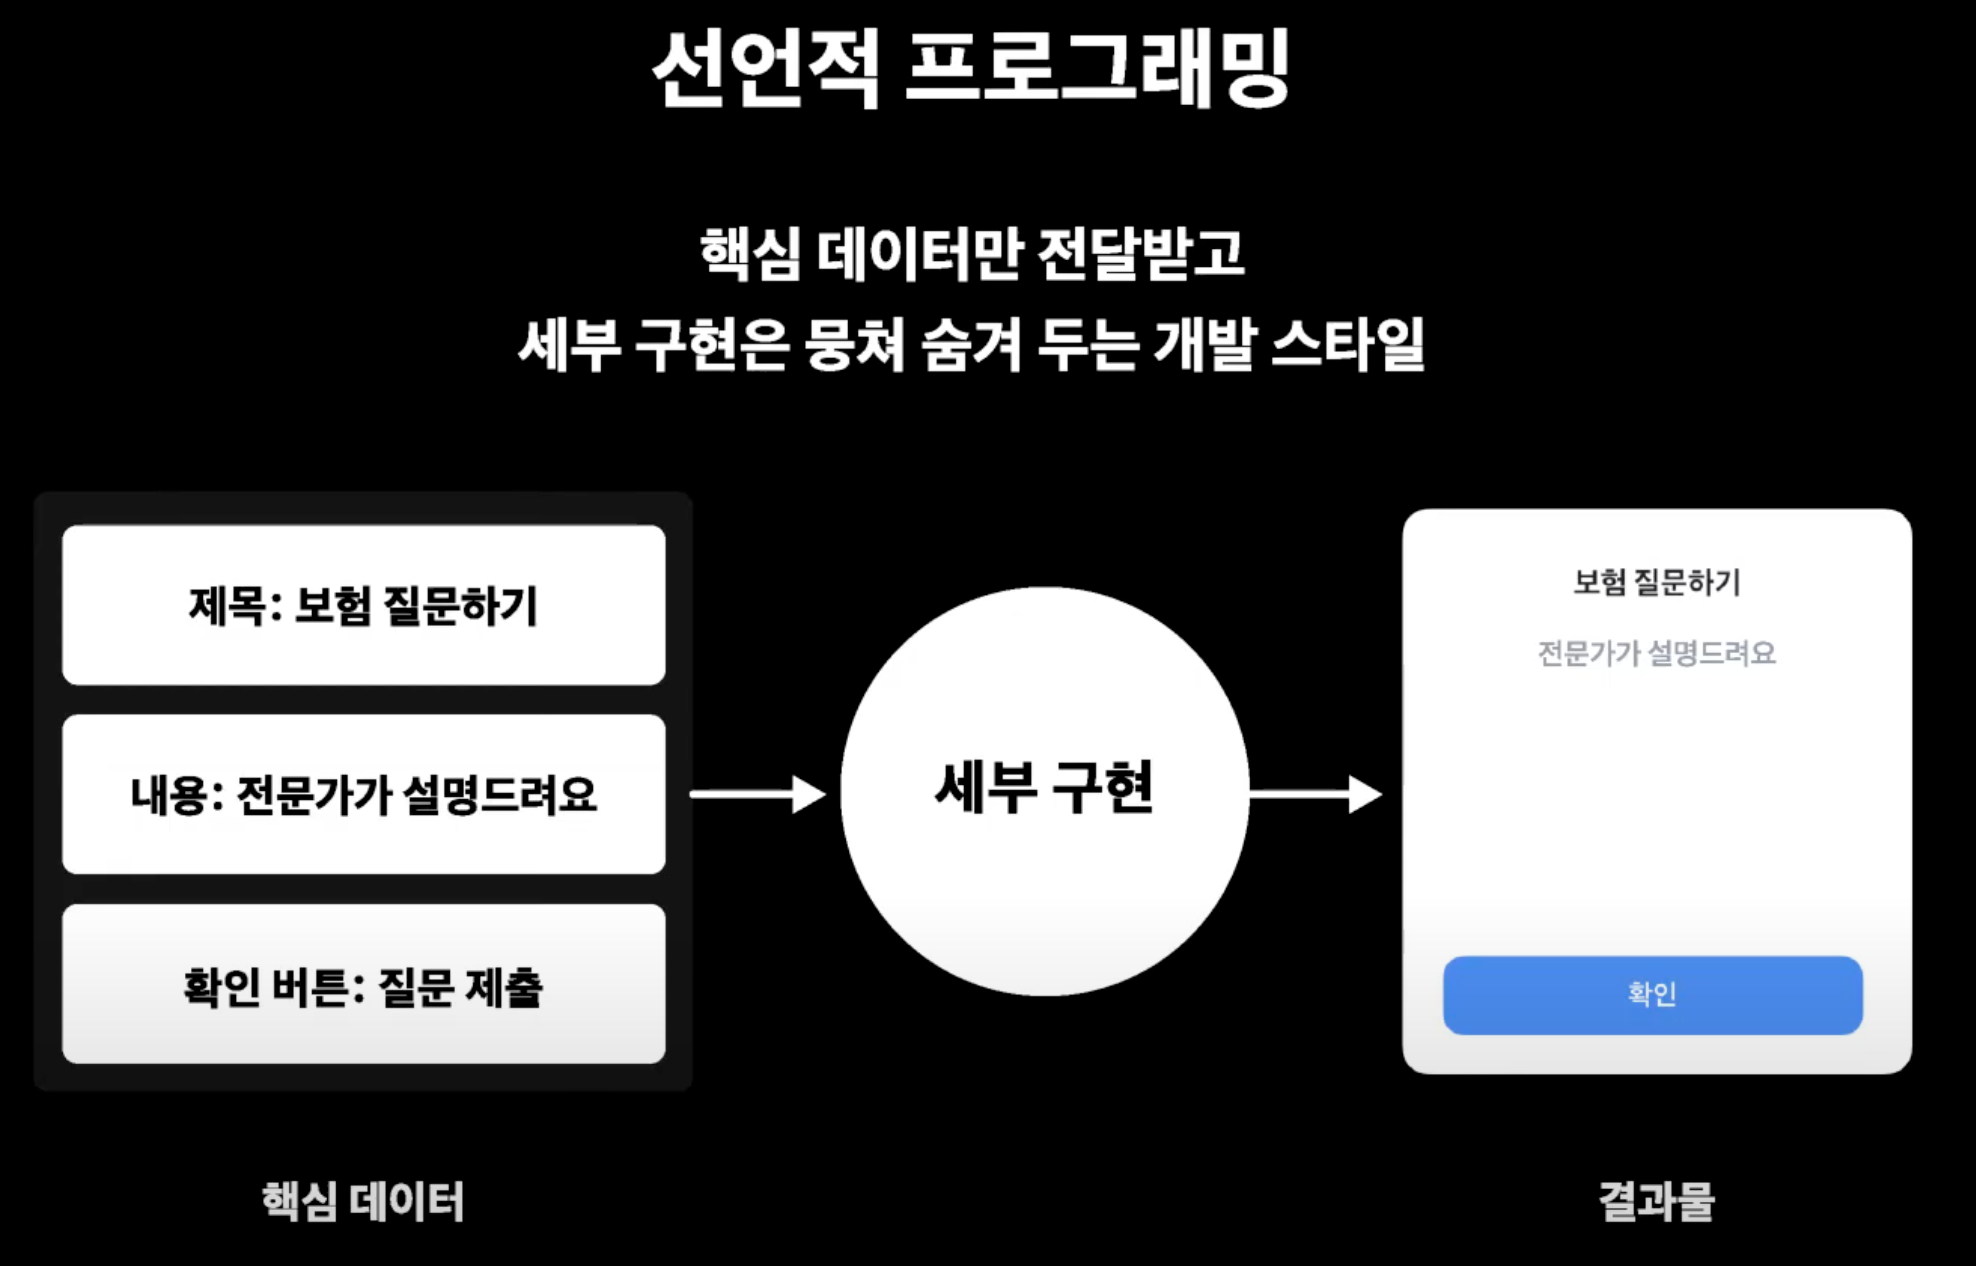 선언적 프로그래밍
핵심 데이터만 전달받고
세부 구현은 뭉쳐 숨겨 두는 개발 스타일
제목: 보험 질문하기
내용: 전문가가 설명드려요
확인 버튼: 질문 제출
핵심 데이터
세부 구현
보험 질문하기
전문가가 설명드려요
확인
결과물